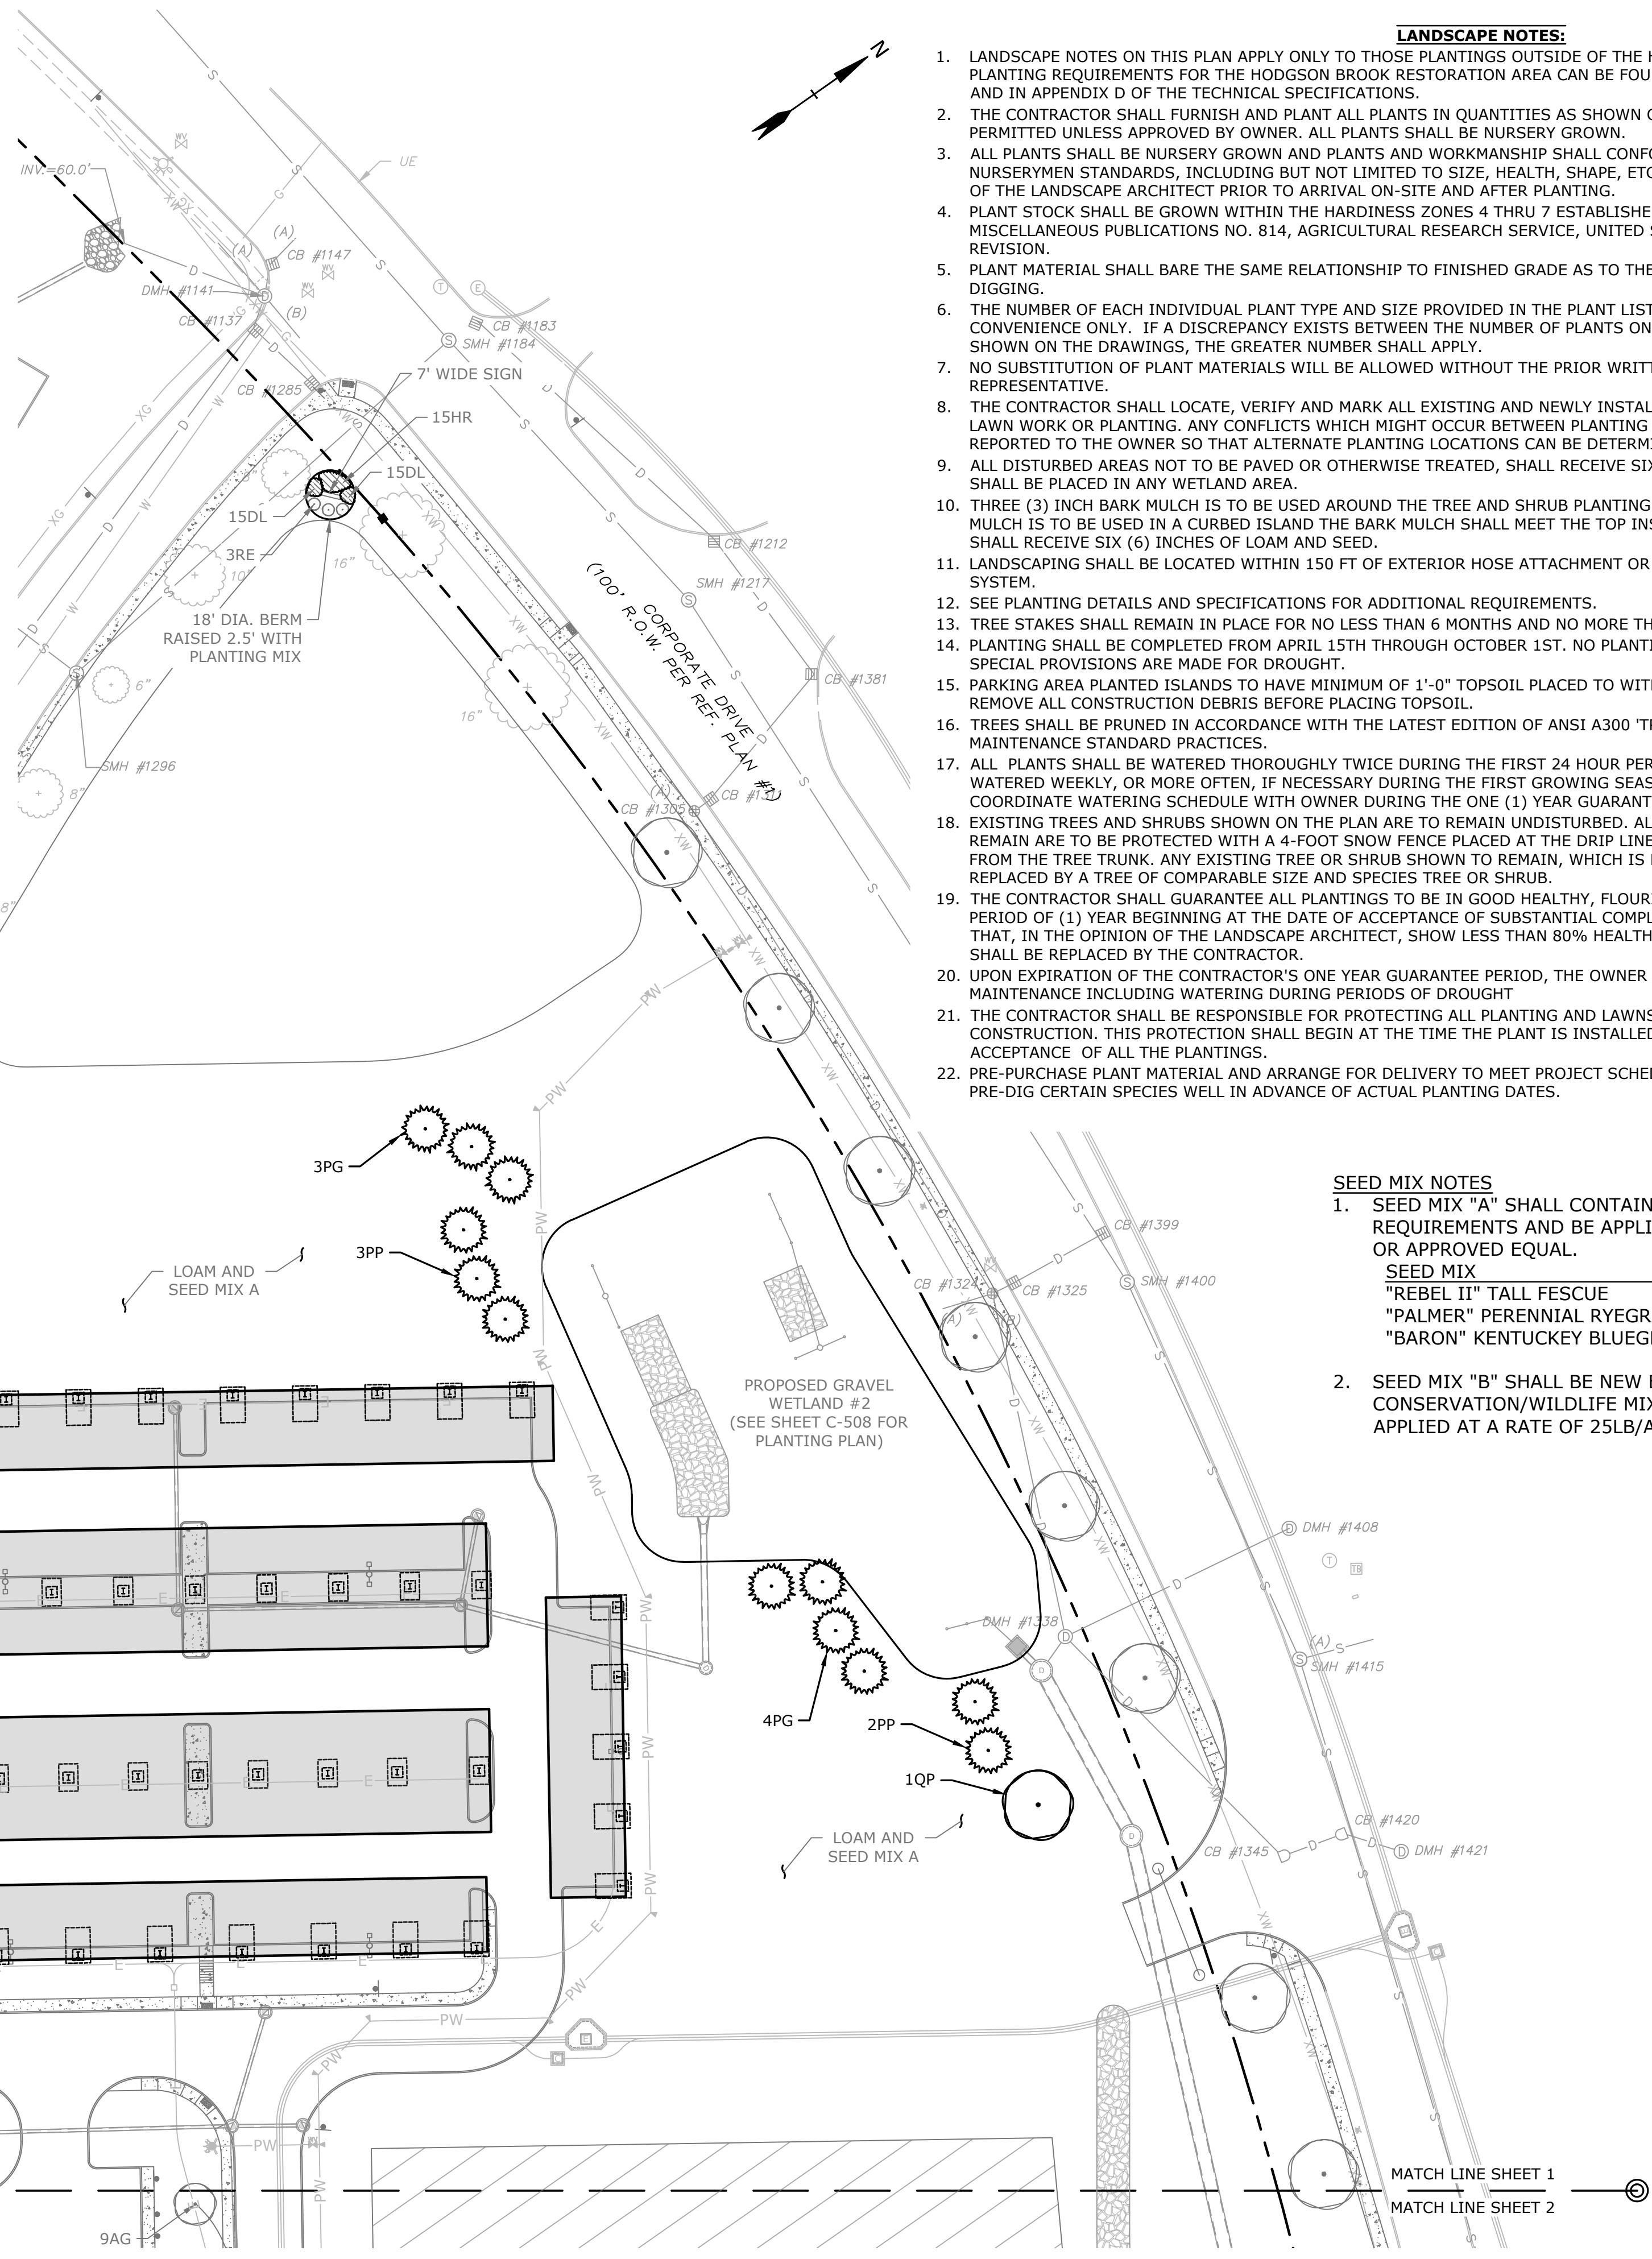 LANDSCAPE NOTES:
1. LANDSCAPE NOTES ON THIS PLAN APPLY ONLY TO THOSE PLANTINGS OUTSIDE OF THE
PLANTING REQUIREMENTS FOR THE HODGSON BROOK RESTORATION AREA CAN BE FOU
AND IN APPENDIX D OF THE TECHNICAL SPECIFICATIONS.
2. THE CONTRACTOR SHALL FURNISH AND PLANT ALL PLANTS IN QUANTITIES AS SHOWN
PERMITTED UNLESS APPROVED BY OWNER. ALL PLANTS SHALL BE NURSERY GROWN.
3. ALL PLANTS SHALL BE NURSERY GROWN AND PLANTS AND WORKMANSHIP SHALL CONFO
NURSERYMEN STANDARDS, INCLUDING BUT NOT LIMITED TO SIZE, HEALTH, SHAPE, ETC
OF THE LANDSCAPE ARCHITECT PRIOR TO ARRIVAL ON-SITE AND AFTER PLANTING.
4. PLANT STOCK SHALL BE GROWN WITHIN THE HARDINESS ZONES 4 THRU 7 ESTABLISHE
MISCELLANEOUS PUBLICATIONS NO. 814, AGRICULTURAL RESEARCH SERVICE, UNITED
REVISION.
5. PLANT MATERIAL SHALL BARE THE SAME RELATIONSHIP TO FINISHED GRADE AS TO THE
DIGGING.
6. THE NUMBER OF EACH INDIVIDUAL PLANT TYPE AND SIZE PROVIDED IN THE PLANT LIST
CONVENIENCE ONLY. IF A DISCREPANCY EXISTS BETWEEN THE NUMBER OF PLANTS ON
SHOWN ON THE DRAWINGS, THE GREATER NUMBER SHALL APPLY.
7. NO SUBSTITUTION OF PLANT MATERIALS WILL BE ALLOWED WITHOUT THE PRIOR WRITT
REPRESENTATIVE.
8. THE CONTRACTOR SHALL LOCATE, VERIFY AND MARK ALL EXISTING AND NEWLY INSTAL
LAWN WORK OR PLANTING. ANY CONFLICTS WHICH MIGHT OCCUR BETWEEN PLANTING
REPORTED TO THE OWNER SO THAT ALTERNATE PLANTING LOCATIONS CAN BE DETERMI
9. ALL DISTURBED AREAS NOT TO BE PAVED OR OTHERWISE TREATED, SHALL RECEIVE SIX
SHALL BE PLACED IN ANY WETLAND AREA.
10. THREE (3) INCH BARK MULCH IS TO BE USED AROUND THE TREE AND SHRUB PLANTING
MULCH IS TO BE USED IN A CURBED ISLAND THE BARK MULCH SHALL MEET THE TOP INS
SHALL RECEIVE SIX (6) INCHES OF LOAM AND SEED.
11. LANDSCAPING SHALL BE LOCATED WITHIN 150 FT OF EXTERIOR HOSE ATTACHMENT OR
SYSTEM.
12. SEE PLANTING DETAILS AND SPECIFICATIONS FOR ADDITIONAL REQUIREMENTS.
13. TREE STAKES SHALL REMAIN IN PLACE FOR NO LESS THAN 6 MONTHS AND NO MORE TH
14. PLANTING SHALL BE COMPLETED FROM APRIL 15TH THROUGH OCTOBER 1ST. NO PLANTI
SPECIAL PROVISIONS ARE MADE FOR DROUGHT.
15. PARKING AREA PLANTED ISLANDS TO HAVE MINIMUM OF 1'-0" TOPSOIL PLACED TO WIT
REMOVE ALL CONSTRUCTION DEBRIS BEFORE PLACING TOPSOIL.
16. TREES SHALL BE PRUNED IN ACCORDANCE WITH THE LATEST EDITION OF ANSI A300 'T
MAINTENANCE STANDARD PRACTICES.
17. ALL PLANTS SHALL BE WATERED THOROUGHLY TWICE DURING THE FIRST 24 HOUR PER
WATERED WEEKLY, OR MORE OFTEN, IF NECESSARY DURING THE FIRST GROWING SEAS
COORDINATE WATERING SCHEDULE WITH OWNER DURING THE ONE (1) YEAR GUARANT
18. EXISTING TREES AND SHRUBS SHOWN ON THE PLAN ARE TO REMAIN UNDISTURBED. AL
REMAIN ARE TO BE PROTECTED WITH A 4-FOOT SNOW FENCE PLACED AT THE DRIP LINE
FROM THE TREE TRUNK. ANY EXISTING TREE OR SHRUB SHOWN TO REMAIN, WHICH IS
REPLACED BY A TREE OF COMPARABLE SIZE AND SPECIES TREE OR SHRUB.
19. THE CONTRACTOR SHALL GUARANTEE ALL PLANTINGS TO BE IN GOOD HEALTHY, FLOUR
PERIOD OF (1) YEAR BEGINNING AT THE DATE OF ACCEPTANCE OF SUBSTANTIAL COMPL
THAT, IN THE OPINION OF THE LANDSCAPE ARCHITECT, SHOW LESS THAN 80% HEALTH
SHALL BE REPLACED BY THE CONTRACTOR.
20. UPON EXPIRATION OF THE CONTRACTOR'S ONE YEAR GUARANTEE PERIOD, THE OWNER
MAINTENANCE INCLUDING WATERING DURING PERIODS OF DROUGHT
21. THE CONTRACTOR SHALL BE RESPONSIBLE FOR PROTECTING ALL PLANTING AND LAWNS
CONSTRUCTION. THIS PROTECTION SHALL BEGIN AT THE TIME THE PLANT IS INSTALLED
ACCEPTANCE OF ALL THE PLANTINGS.
22. PRE-PURCHASE PLANT MATERIAL AND ARRANGE FOR DELIVERY TO MEET PROJECT SCHE
PRE-DIG CERTAIN SPECIES WELL IN ADVANCE OF ACTUAL PLANTING DATES.
SEED MIX NOTES
1. SEED MIX "A" SHALL CONTAIN
REQUIREMENTS AND BE APPLI
OR APPROVED EQUAL.
SEED MIX
"REBEL II" TALL FESCUE
"PALMER" PERENNIAL RYEGR
"BARON" KENTUCKEY BLUEG
2. SEED MIX "B" SHALL BE NEW
CONSERVATION/WILDLIFE MIX
APPLIED AT A RATE OF 25LB/A
N
UE
INV.=60.0'
(A)
(A)
CB #1147
DMH #1141
CB #1137
(B)
CB #1183
SMH #1184
CB #1285
7' WIDE SIGN
15HR
15DL
15DL
3RE
16"
10"
18' DIA. BERM
RAISED 2.5' WITH
PLANTING MIX
6"
16"
8"
8"
SMH #1296
CB #1212
SMH #1217
CORPORATE DRIVE
(100' R.O.W. PER REF. PLAN #1)
CB #1381
(A)
CB #1305
CB #1311
3PG
3PP
LOAM AND
SEED MIX A
CB #1399
SMH #1400
CB #1324
CB #1325
(A)
(B)
PROPOSED GRAVEL
WETLAND #2
(SEE SHEET C-508 FOR
PLANTING PLAN)
DMH #1408
T
TB
DMH #1338
(A)
SMH #1415
4PG
2PP
1QP
LOAM AND
SEED MIX A
CB #1420
CB #1345
DMH #1421
MATCH LINE SHEET 1
MATCH LINE SHEET 2
9AG